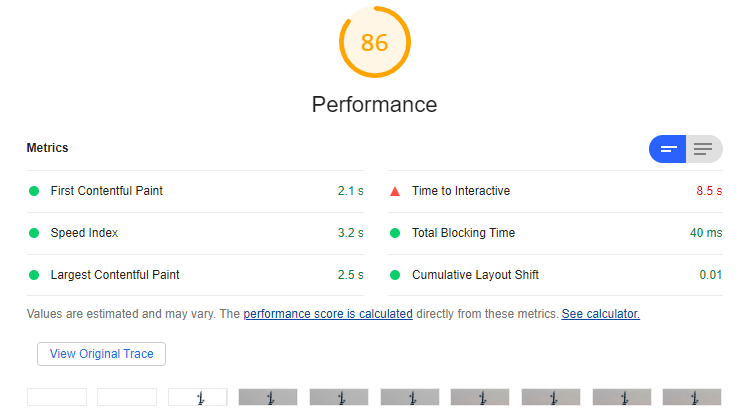 86
Performance
Metrics
First Contentful Paint 2.1 s
Time to Interactive 8.5 s
Speed Index 3.2 s
Total Blocking Time 40 ms
Largest Contentful Paint 2.5 s
Cumulative Layout Shift 0.01
Values are estimated and may vary. The performance score is calculated directly from these metrics. See calculator.
View Original Trace